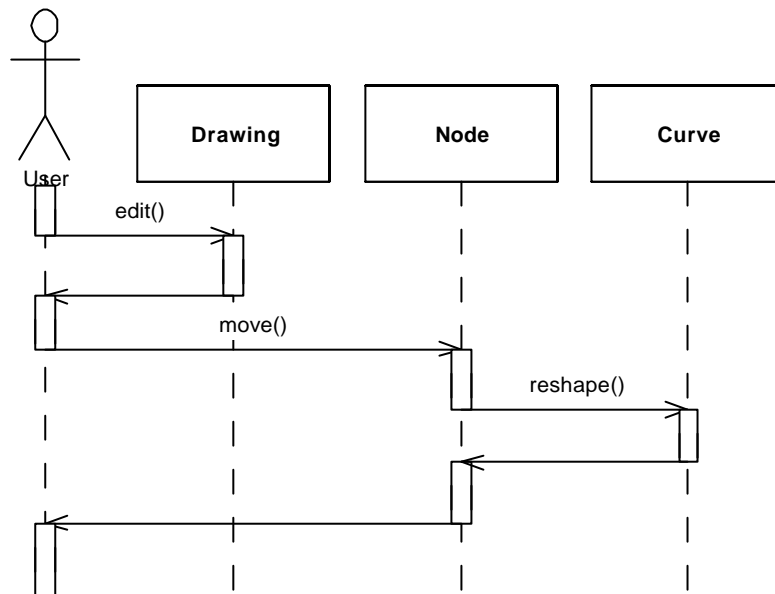 Drawing
Node
Curve
User
edit()
move()
reshape()